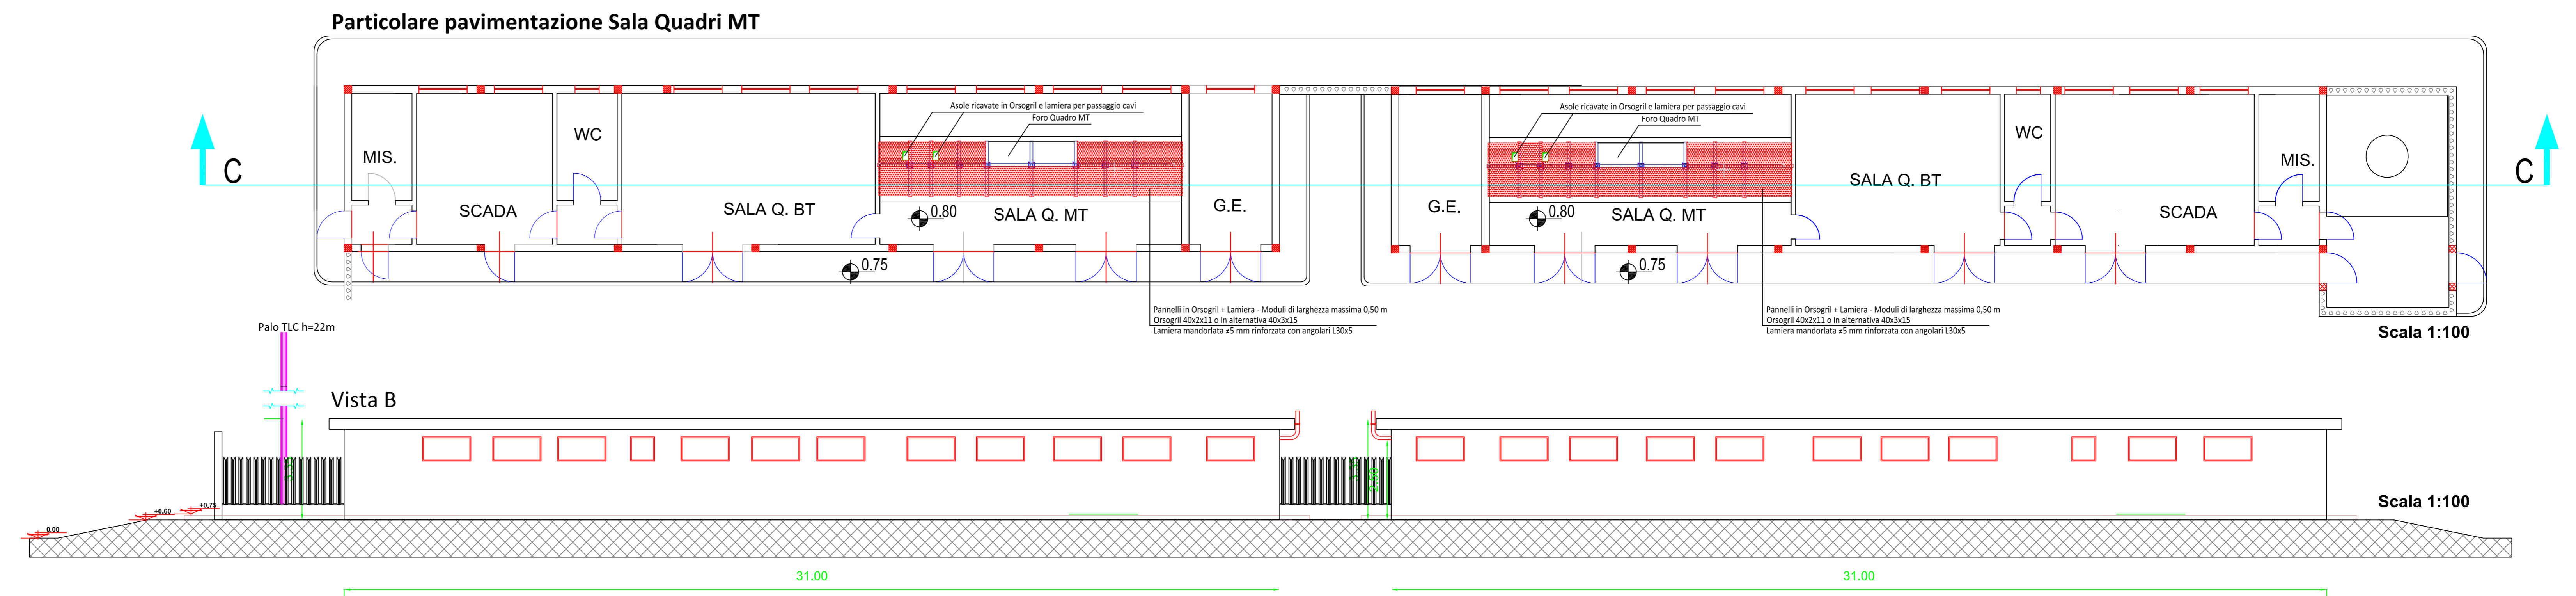 Particolare pavimentazione Sala Quadri MT
Asole ricavate in Orsogril e lamiera per passaggio cavi
Foro Quadro MT
Asole ricavate in Orsogril e lamiera per passaggio cavi
Foro Quadro MT
C
MIS.
SCADA
WC
SALA Q. BT
0.80
SALA Q. MT
G.E.
0.75
G.E.
0.80
SALA Q. MT
0.75
SALA Q. BT
WC
SCADA
MIS.
C
Pannelli in Orsogril + Lamiera - Moduli di larghezza massima 0,50 m
Orsogril 40x2x11 o in alternativa 40x3x15
Lamiera mandorlata ≠5 mm rinforzata con angolari L30x5
Pannelli in Orsogril + Lamiera - Moduli di larghezza massima 0,50 m
Orsogril 40x2x11 o in alternativa 40x3x15
Lamiera mandorlata ≠5 mm rinforzata con angolari L30x5
Scala 1:100
Palo TLC h=22m
Vista B
+0.75
+0.60
0.00
Scala 1:100
31.00
31.00